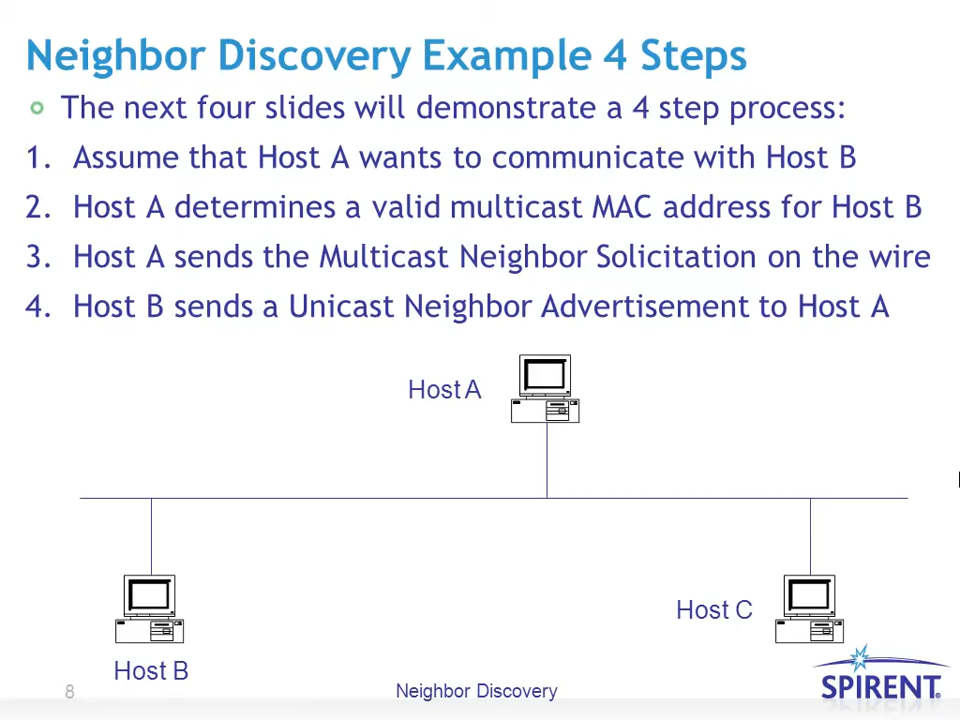 Neighbor Discovery Example 4 Steps
The next four slides will demonstrate a 4 step process:
1. Assume that Host A wants to communicate with Host B
2. Host A determines a valid multicast MAC address for Host B
3. Host A sends the Multicast Neighbor Solicitation on the wire
4. Host B sends a Unicast Neighbor Advertisement to Host A
Host A
Host C
Host B
8
Neighbor Discovery
SPIRENT®